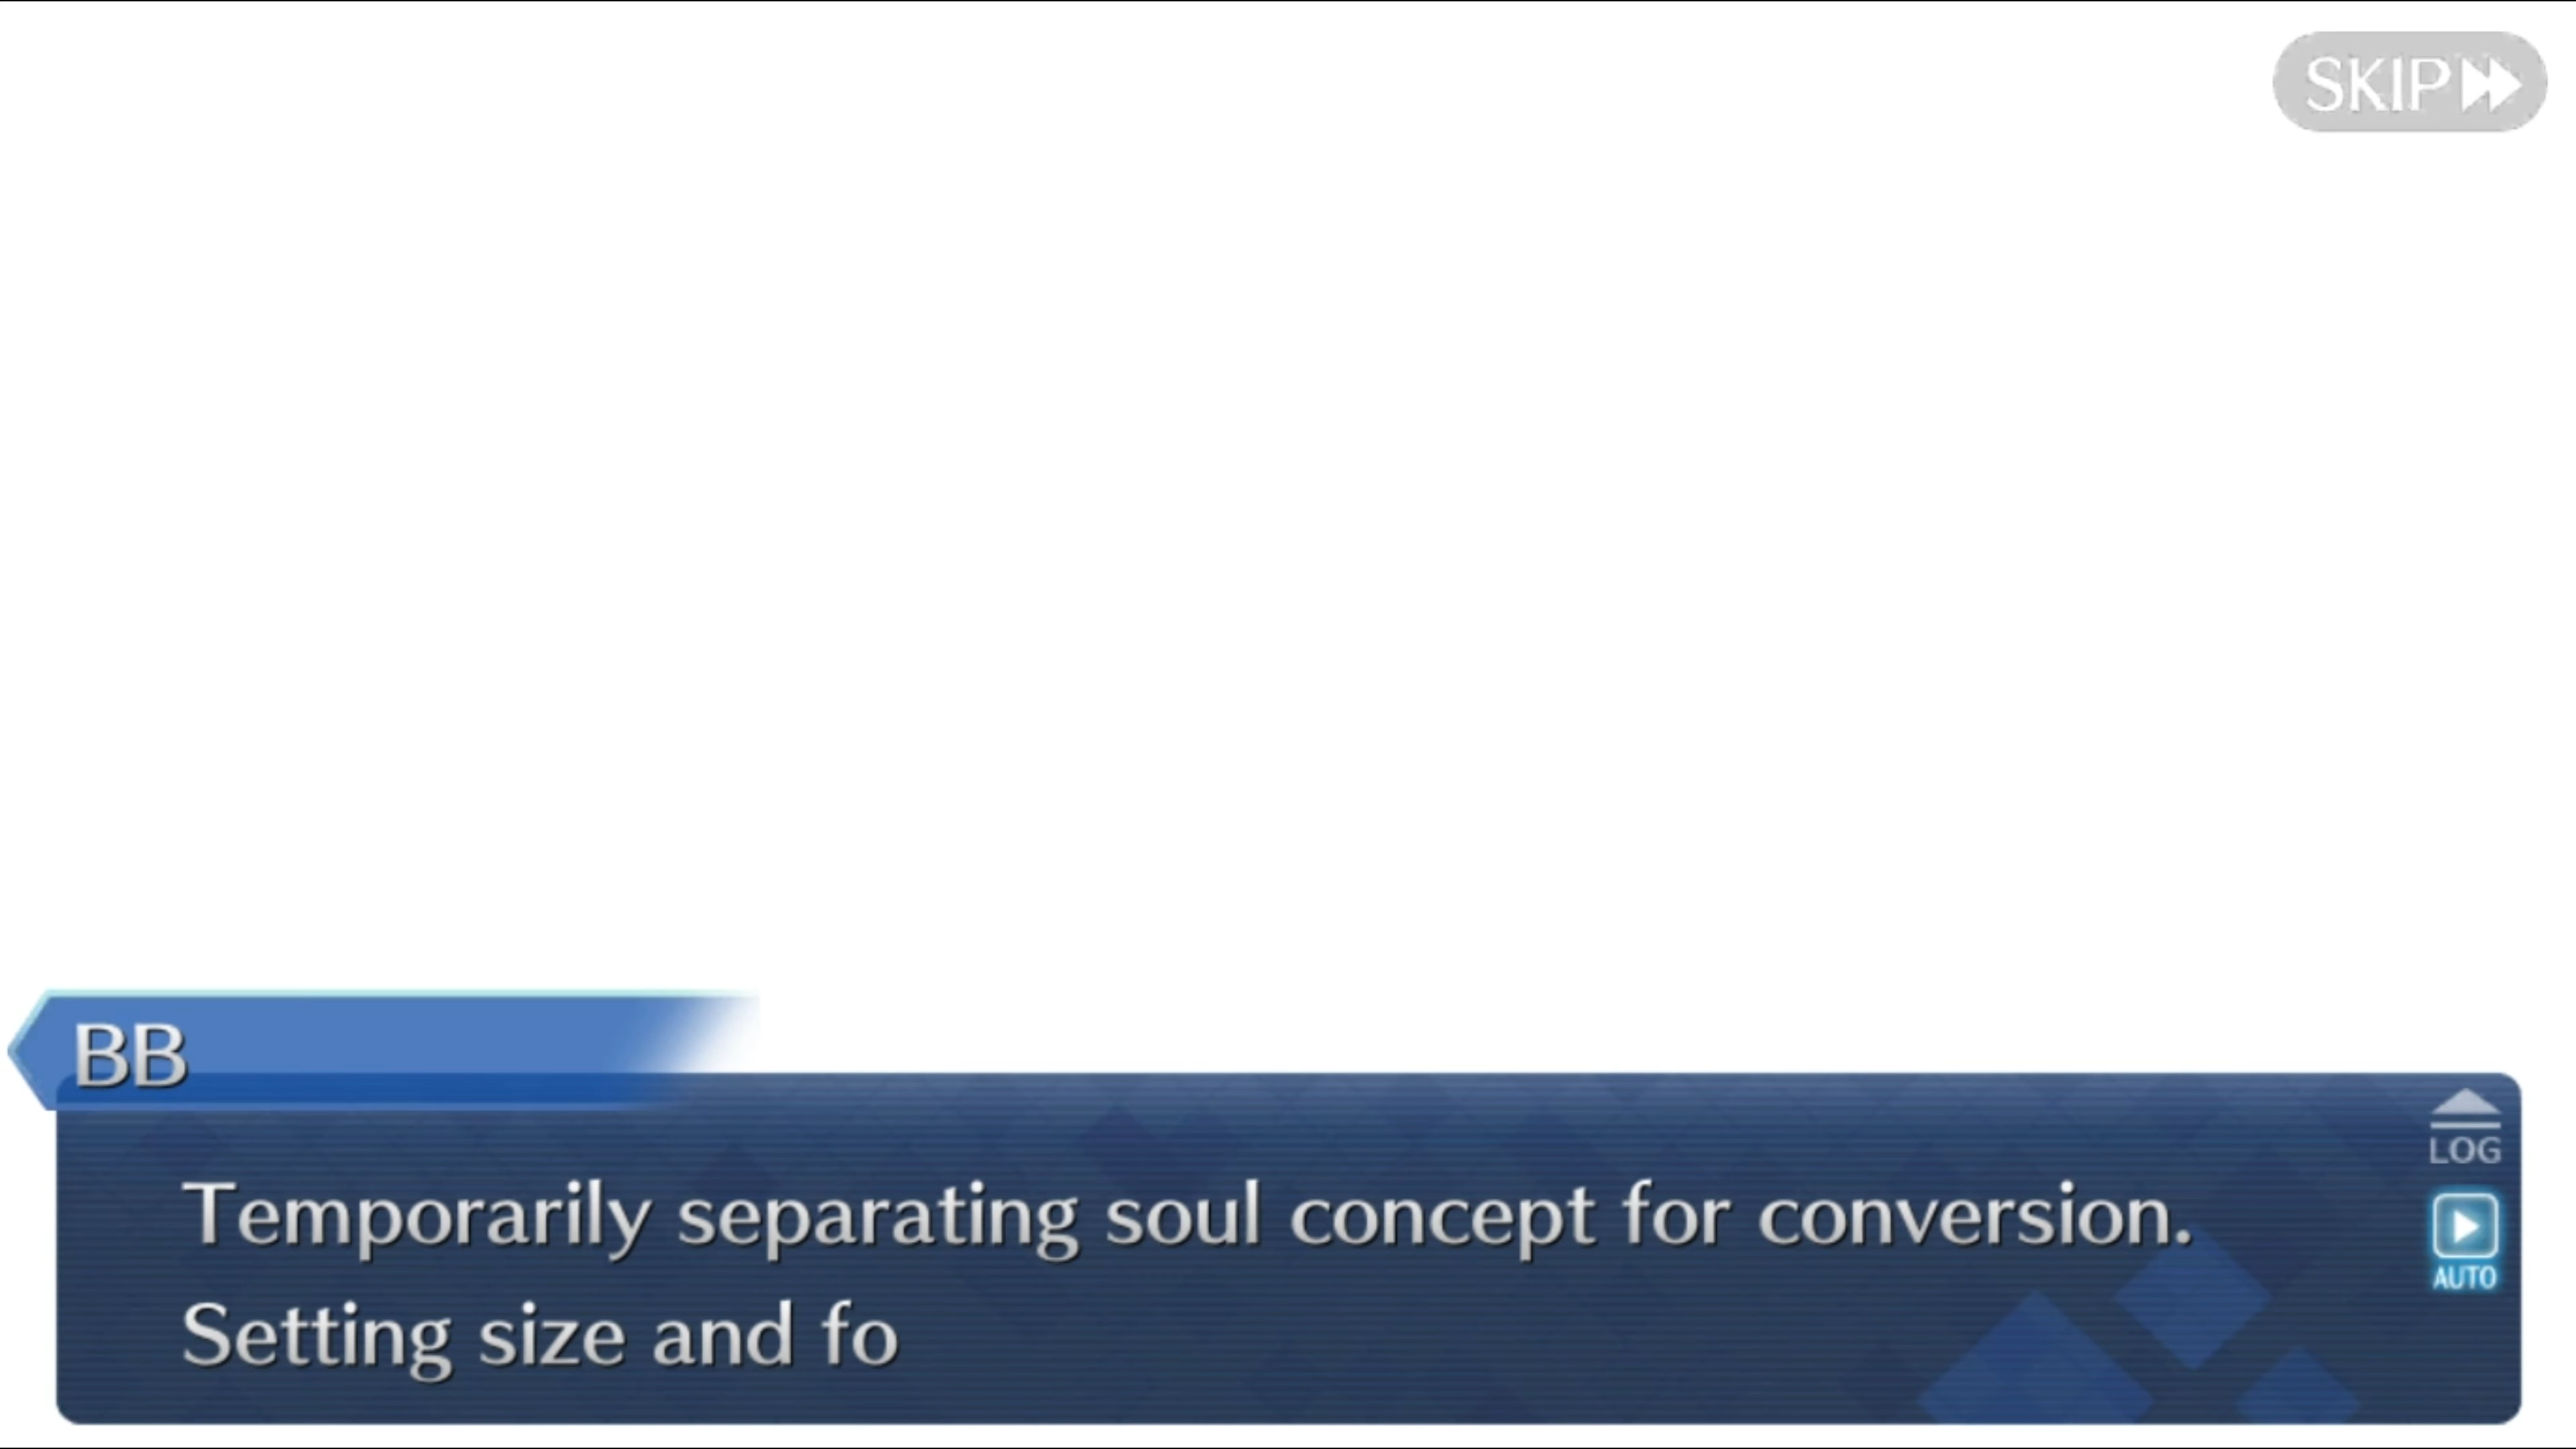 SKIP
BB
LOG
Temporarily separating soul concept for conversion.
AUTO
Setting size and fo